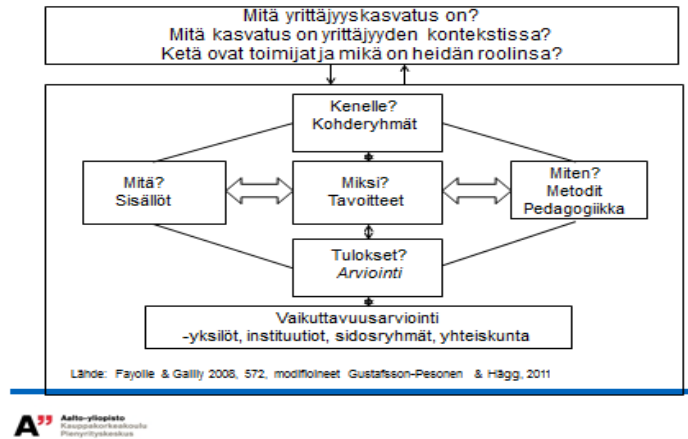 Mitä yrittäjyyskasvatus on?
Mitä kasvatus on yrittäjyyden kontekstissa?
Ketä ovat toimijat ja mikä on heidän roolinsa?
Kenelle?
Kohderyhmät
Mitä?
Sisällöt
Miksi?
Tavoitteet
Miten?
Metodit
Pedagogiikka
Tulokset?
Arviointi
Vaikuttavuusarviointi
-yksilöt, instituutiot, sidosryhmät, yhteiskunta
Lähde: Fayolle & Gailly 2008, 572, modifioineet Gustafsson-Pesonen & Hägg, 2011
A”
Aalto-yliopisto
Kauppakorkeakoulu
Pienyrityskeskus